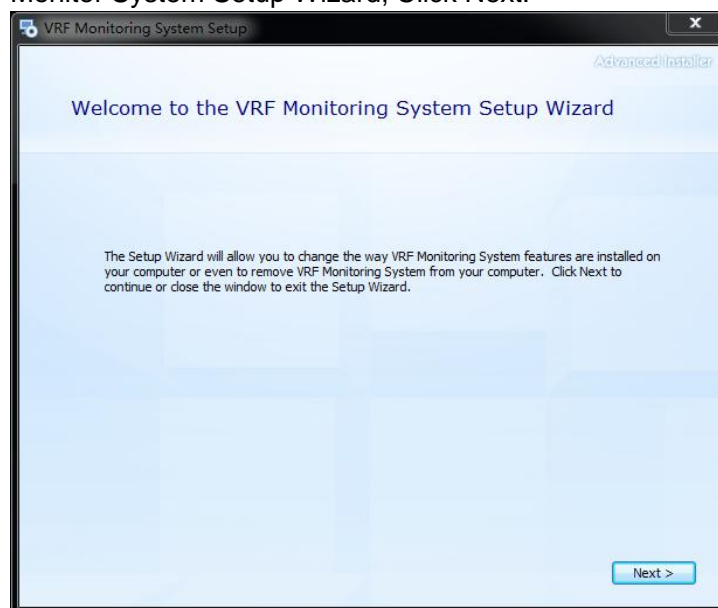 Monitor System Setup Wizard, Click Next.
VRF Monitoring System Setup
Advanced Installer
Welcome to the VRF Monitoring System Setup Wizard
The Setup Wizard will allow you to change the way VRF Monitoring System features are installed on
your computer or even to remove VRF Monitoring System from your computer. Click Next to
continue or close the window to exit the Setup Wizard.
Next >